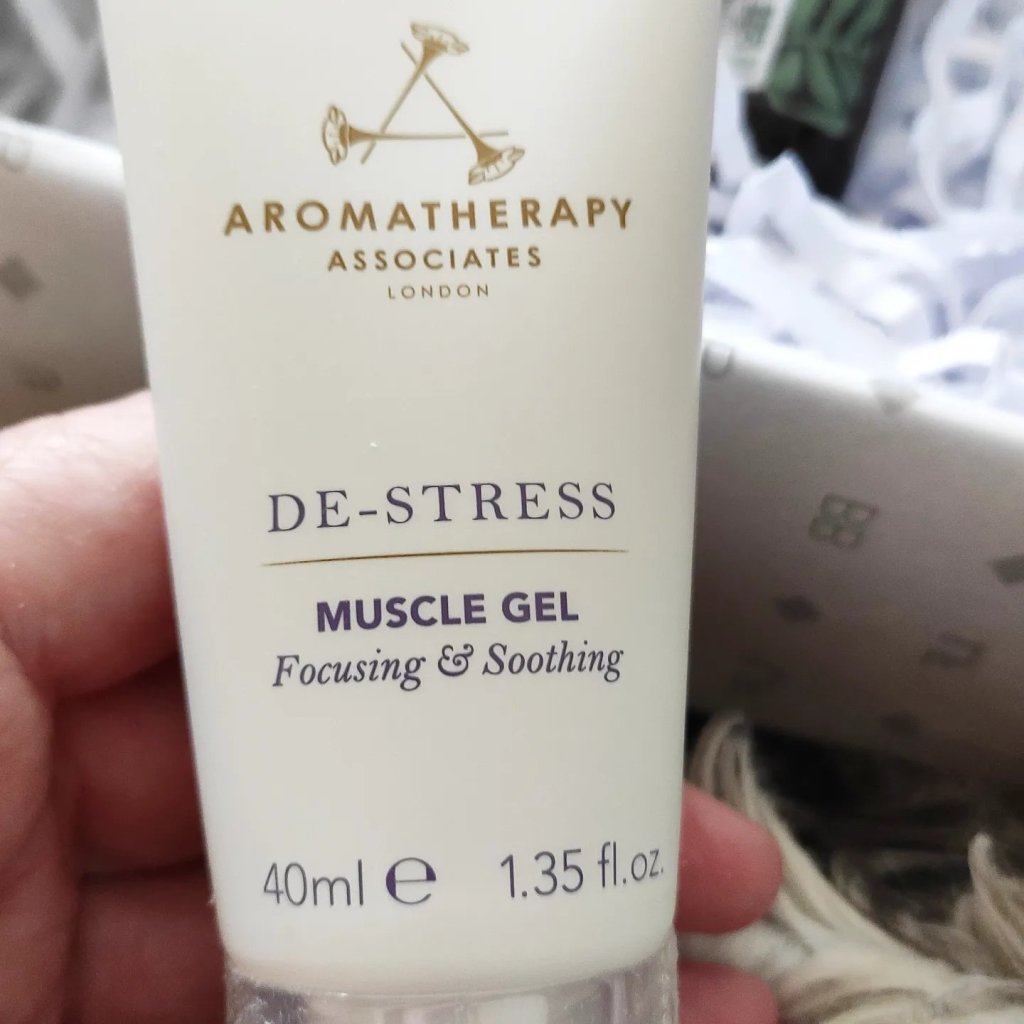 AROMATHERAPY
ASSOCIATES
LONDON
DE-STRESS
MUSCLE GEL
Focusing & Soothing
40ml ℮ 1.35 fl.oz.